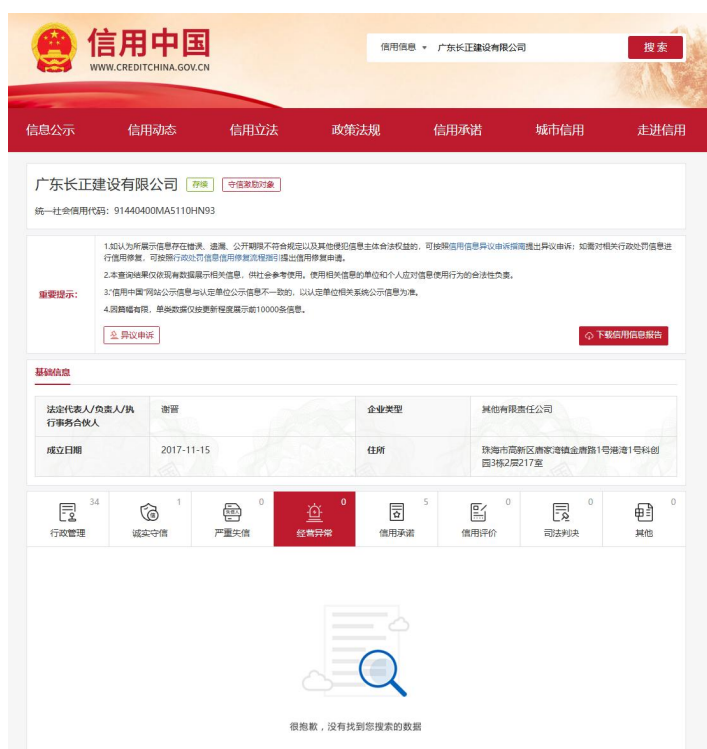 信用中国
WWW.CREDITCHINA.GOV.CN
信用信息 广东长正建设有限公司 搜索
信息公示 信用动态 信用立法 政策法规 信用承诺 城市信用 走进信用
广东长正建设有限公司 存续 守信激励对象
统一社会信用代码：91440400MA5110HN93
重要提示：
1.如认为所展示信息存在错误、遗漏、公开期限不符合规定以及其他侵犯信息主体合法权益的，可按照信用信息异议申诉指南提出异议申诉；如需对相关行政处罚信息进
行信用修复，可按照行政处罚信息信用修复流程指引提出信用修复申请。
2.本查询结果仅依现有数据展示相关信息，供社会参考使用。使用相关信息的单位和个人应对信息使用行为的合法性负责。
3.“信用中国”网站公示信息与认定单位公示信息不一致的，以认定单位相关系统公示信息为准。
4.因篇幅有限，单类数据仅按更新程度展示前10000条信息。
异议申诉 下载信用信息报告
基础信息
法定代表人/负责人/执
行事务合伙人
谢晋
企业类型 其他有限责任公司
成立日期 2017-11-15 住所
珠海市高新区唐家湾镇金唐路1号港湾1号科创
园3栋2层217室
34 1 0 0 5 0 0 0
行政管理 诚实守信 严重失信 经营异常 信用承诺 信用评价 司法判决 其他
很抱歉，没有找到您搜索的数据